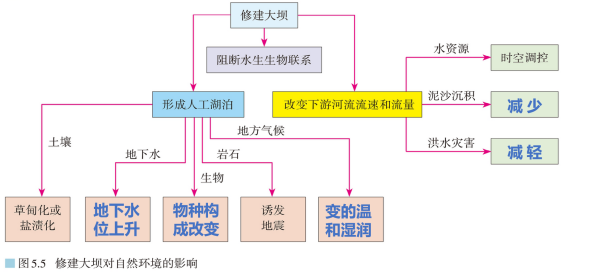 修建大坝
阻断水生生物联系
水资源
时空调控
形成人工湖泊
改变下游河流流速和流量
泥沙沉积
减少
洪水灾害
减轻
土壤
地下水
生物
岩石
地方气候
草甸化或
盐渍化
地下水
位上升
物种构
成改变
诱发
地震
变的温
和湿润
图5.5 修建大坝对自然环境的影响